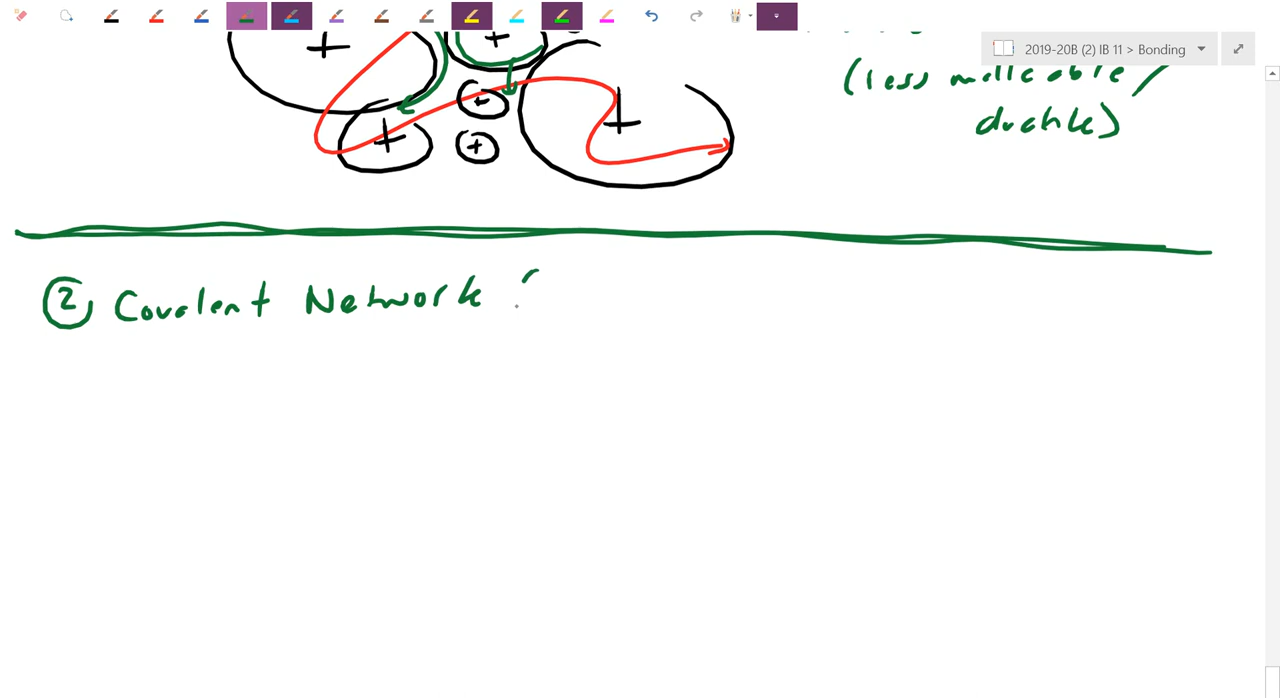 2019-20B (2) IB 11 > Bonding
(less malleable/
ductile)
+
+
+
+
+
+
② Covalent Network